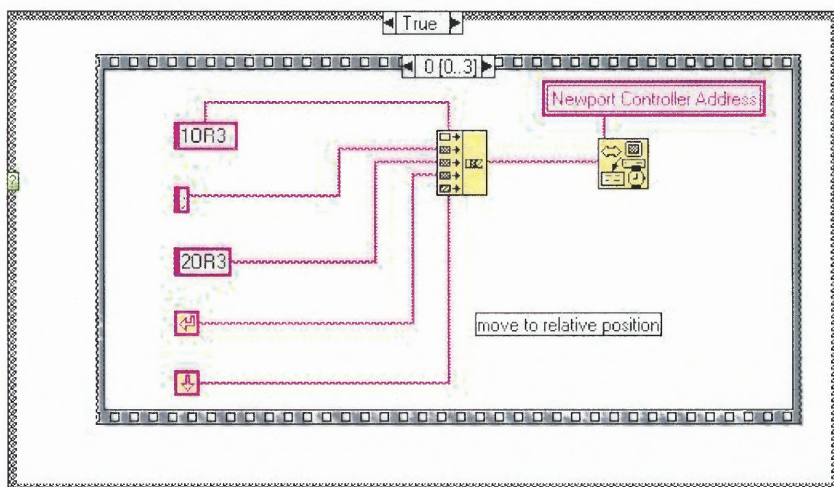 True
0 [0..3]
Newport Controller Address
1OR3
2OR3
move to relative position
?